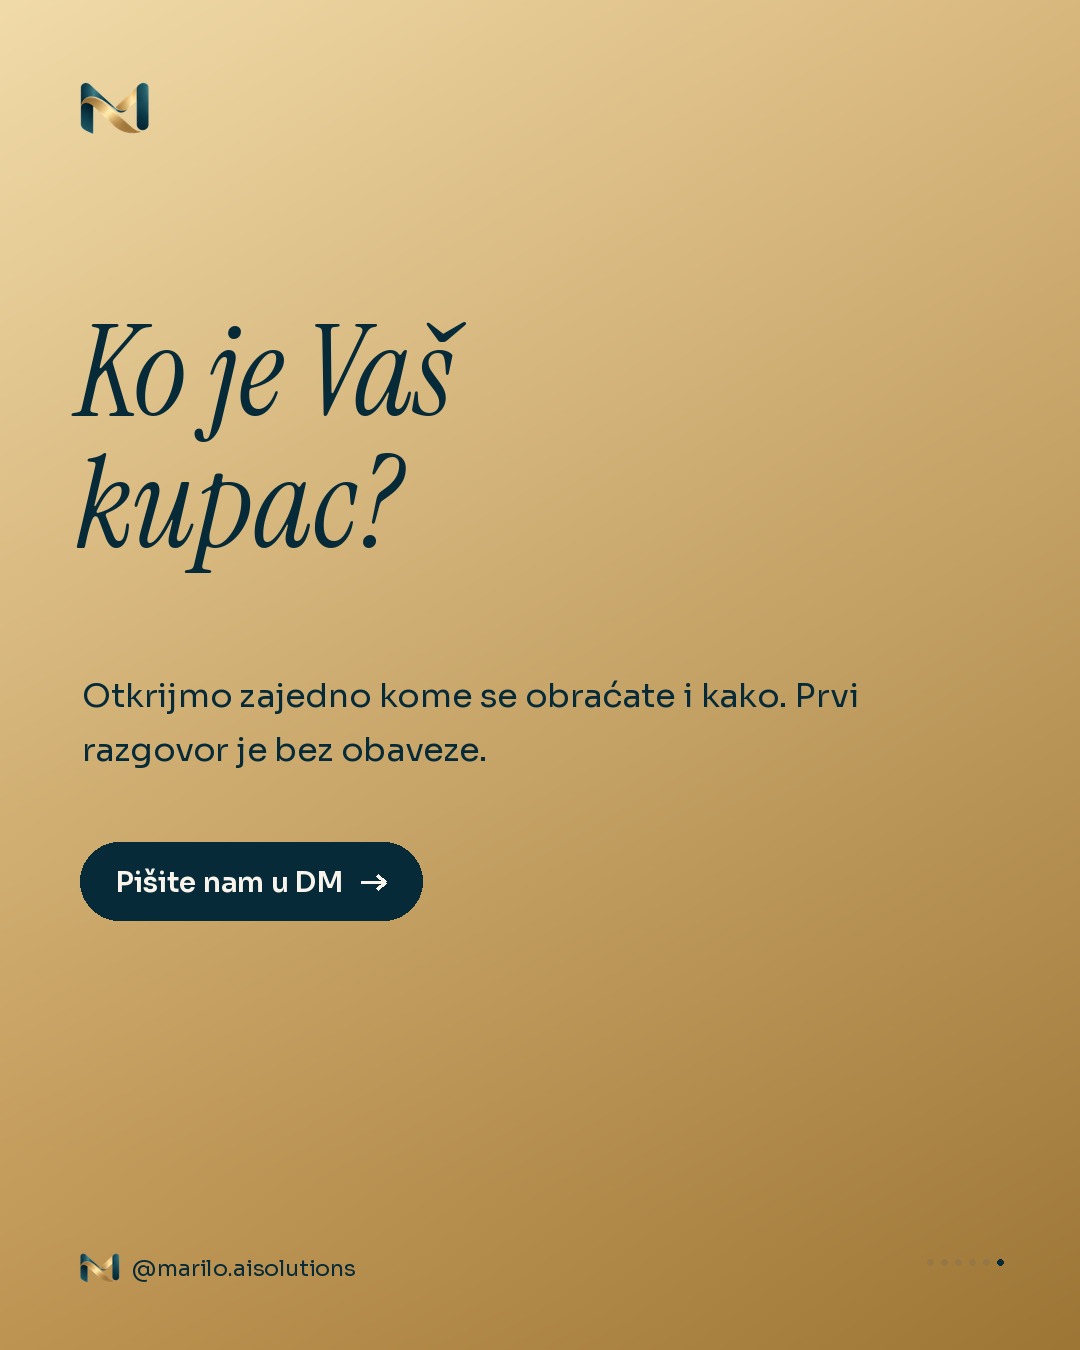 Ko je Vaš
kupac?
Otkrijmo zajedno kome se obraćate i kako. Prvi
razgovor je bez obaveze.
Pišite nam u DM →
@marilo.aisolutions